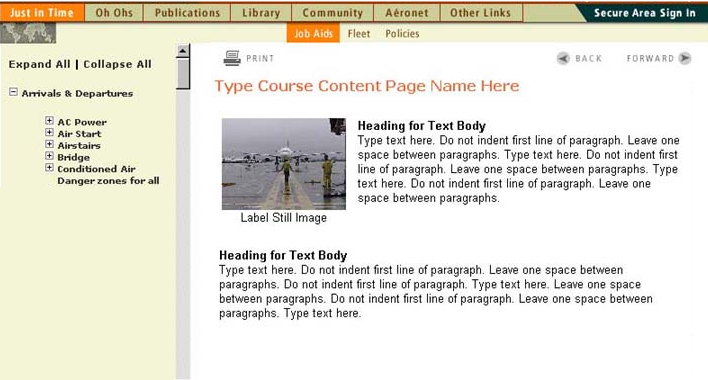 Just in Time Oh Ohs Publications Library Community Aéronet Other Links Secure Area Sign In
Job Aids Fleet Policies
Expand All | Collapse All
Arrivals & Departures
AC Power
Air Start
Airstairs
Bridge
Conditioned Air
Danger zones for all
PRINT
BACK FORWARD
Type Course Content Page Name Here
Heading for Text Body
Type text here. Do not indent first line of paragraph. Leave one
space between paragraphs. Type text here. Do not indent first
line of paragraph. Leave one space between paragraphs. Type
text here. Do not indent first line of paragraph. Leave one
space between paragraphs.
Label Still Image
Heading for Text Body
Type text here. Do not indent first line of paragraph. Leave one space between
paragraphs. Do not indent first line of paragraph. Type text here. Leave one space
between paragraphs. Do not indent first line of paragraph. Leave one space between
paragraphs. Type text here.